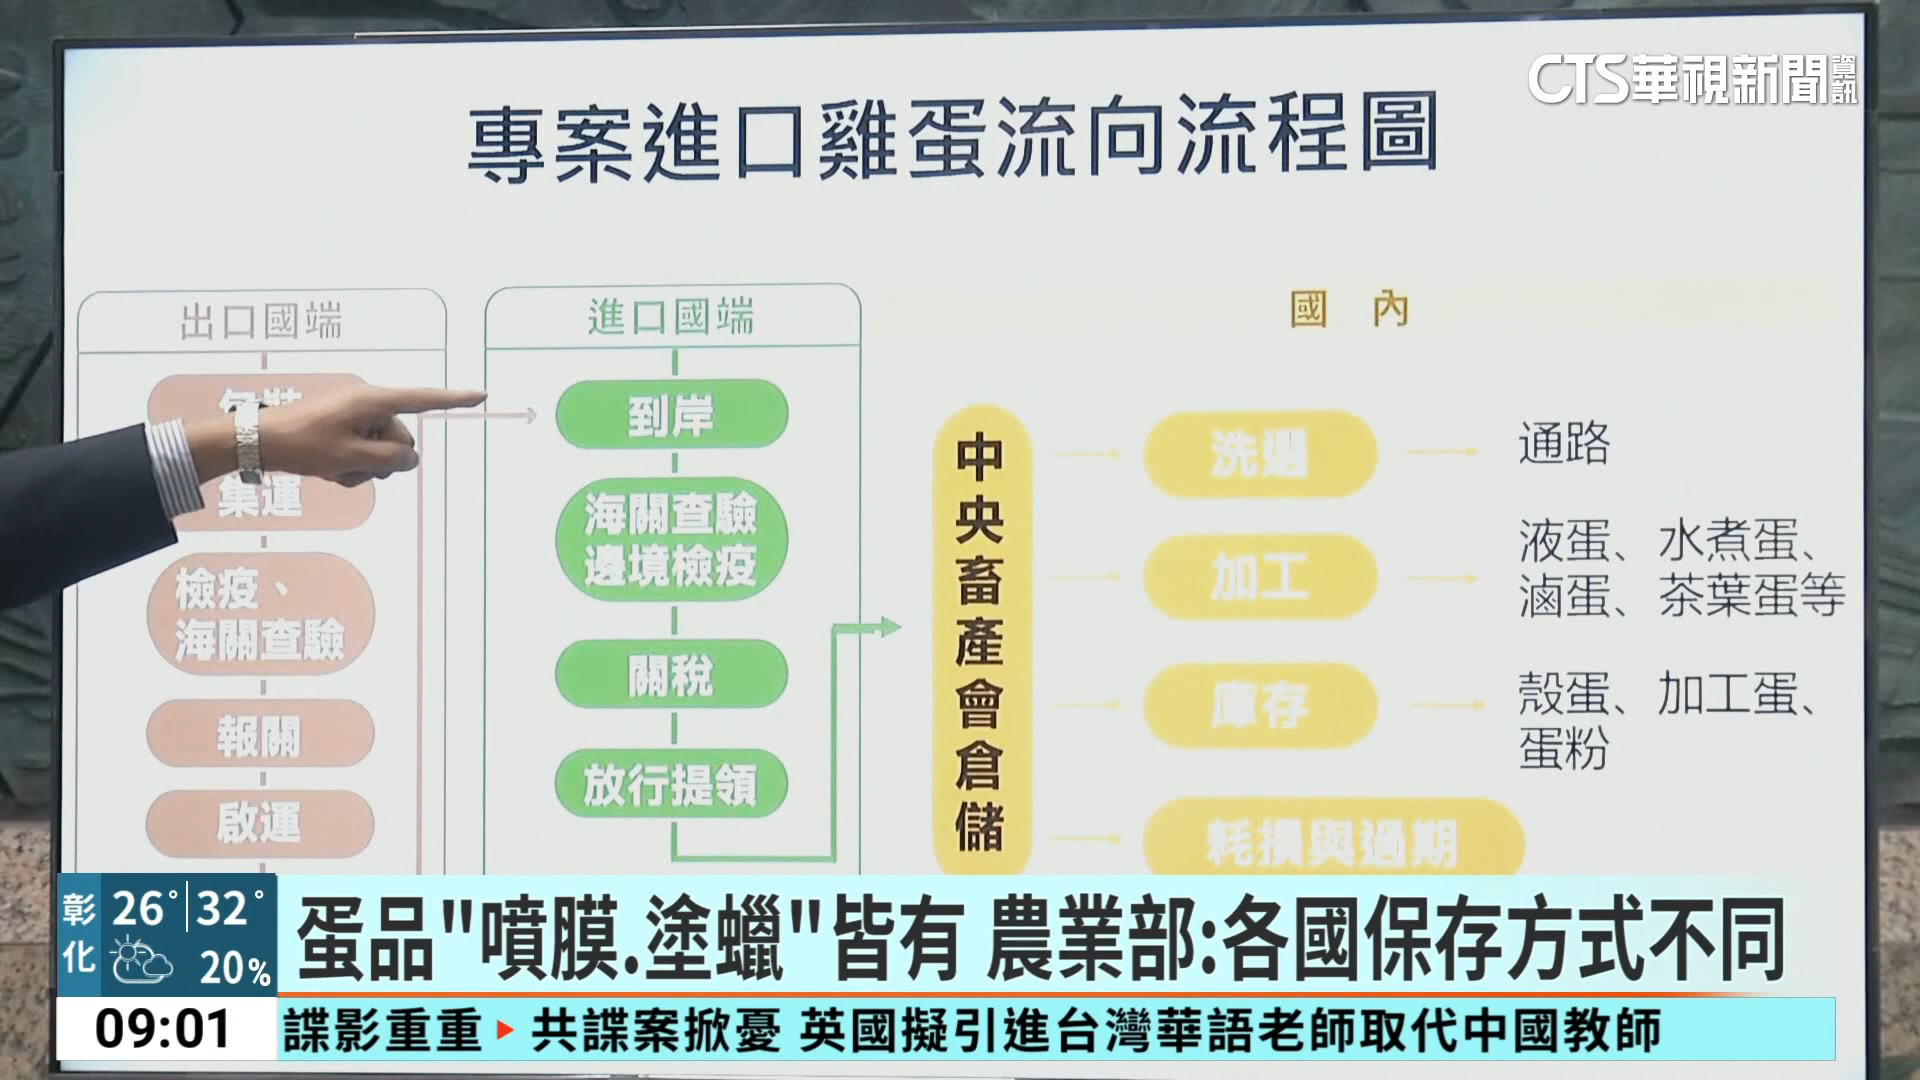 CTS華視新聞資訊
專案進口雞蛋流向流程圖
出口國端
包裝
集運
檢疫、
海關查驗
報關
啟運
進口國端
到岸
海關查驗
邊境檢疫
關稅
放行提領
國 內
中央畜產會倉儲
洗選
通路
加工
液蛋、水煮蛋、
滷蛋、茶葉蛋等
庫存
殼蛋、加工蛋、
蛋粉
耗損與過期
彰化
26°
32°
20%
蛋品"噴膜.塗蠟"皆有 農業部:各國保存方式不同
09:01
諜影重重▶共諜案掀憂 英國擬引進台灣華語老師取代中國教師